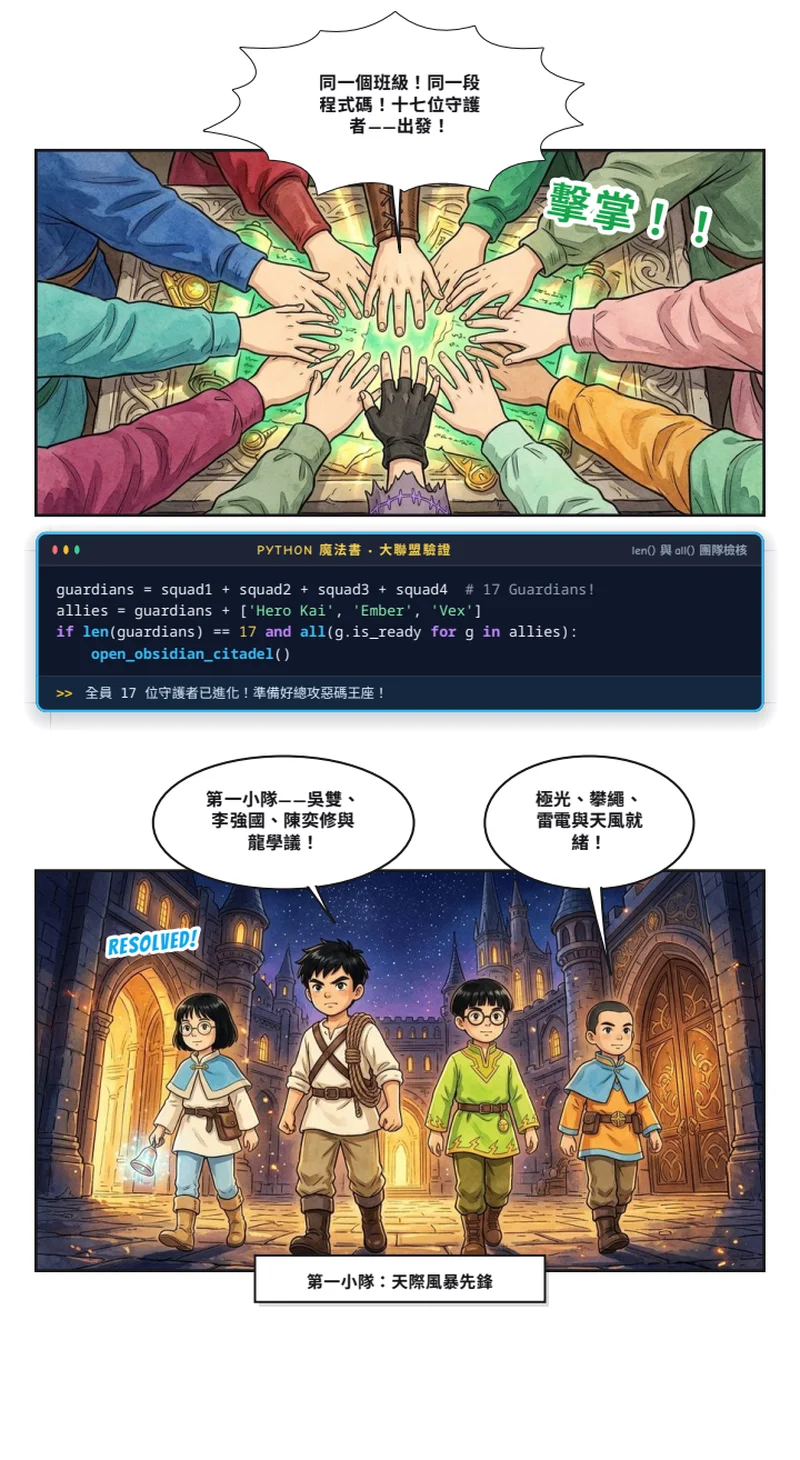 同一個班級！同一段
程式碼！十七位守護
者——出發！
擊掌！！
PYTHON 魔法書 · 大聯盟驗證
len() 與 all() 團隊檢核
guardians = squad1 + squad2 + squad3 + squad4  # 17 Guardians!
allies = guardians + ['Hero Kai', 'Ember', 'Vex']
if len(guardians) == 17 and all(g.is_ready for g in allies):
    open_obsidian_citadel()
>> 全員 17 位守護者已進化！準備好總攻惡碼王座！
第一小隊——吳雙、
李強國、陳奕修與
龍學議！
極光、攀繩、
雷電與天風就
緒！
RESOLVED!
第一小隊：天際風暴先鋒